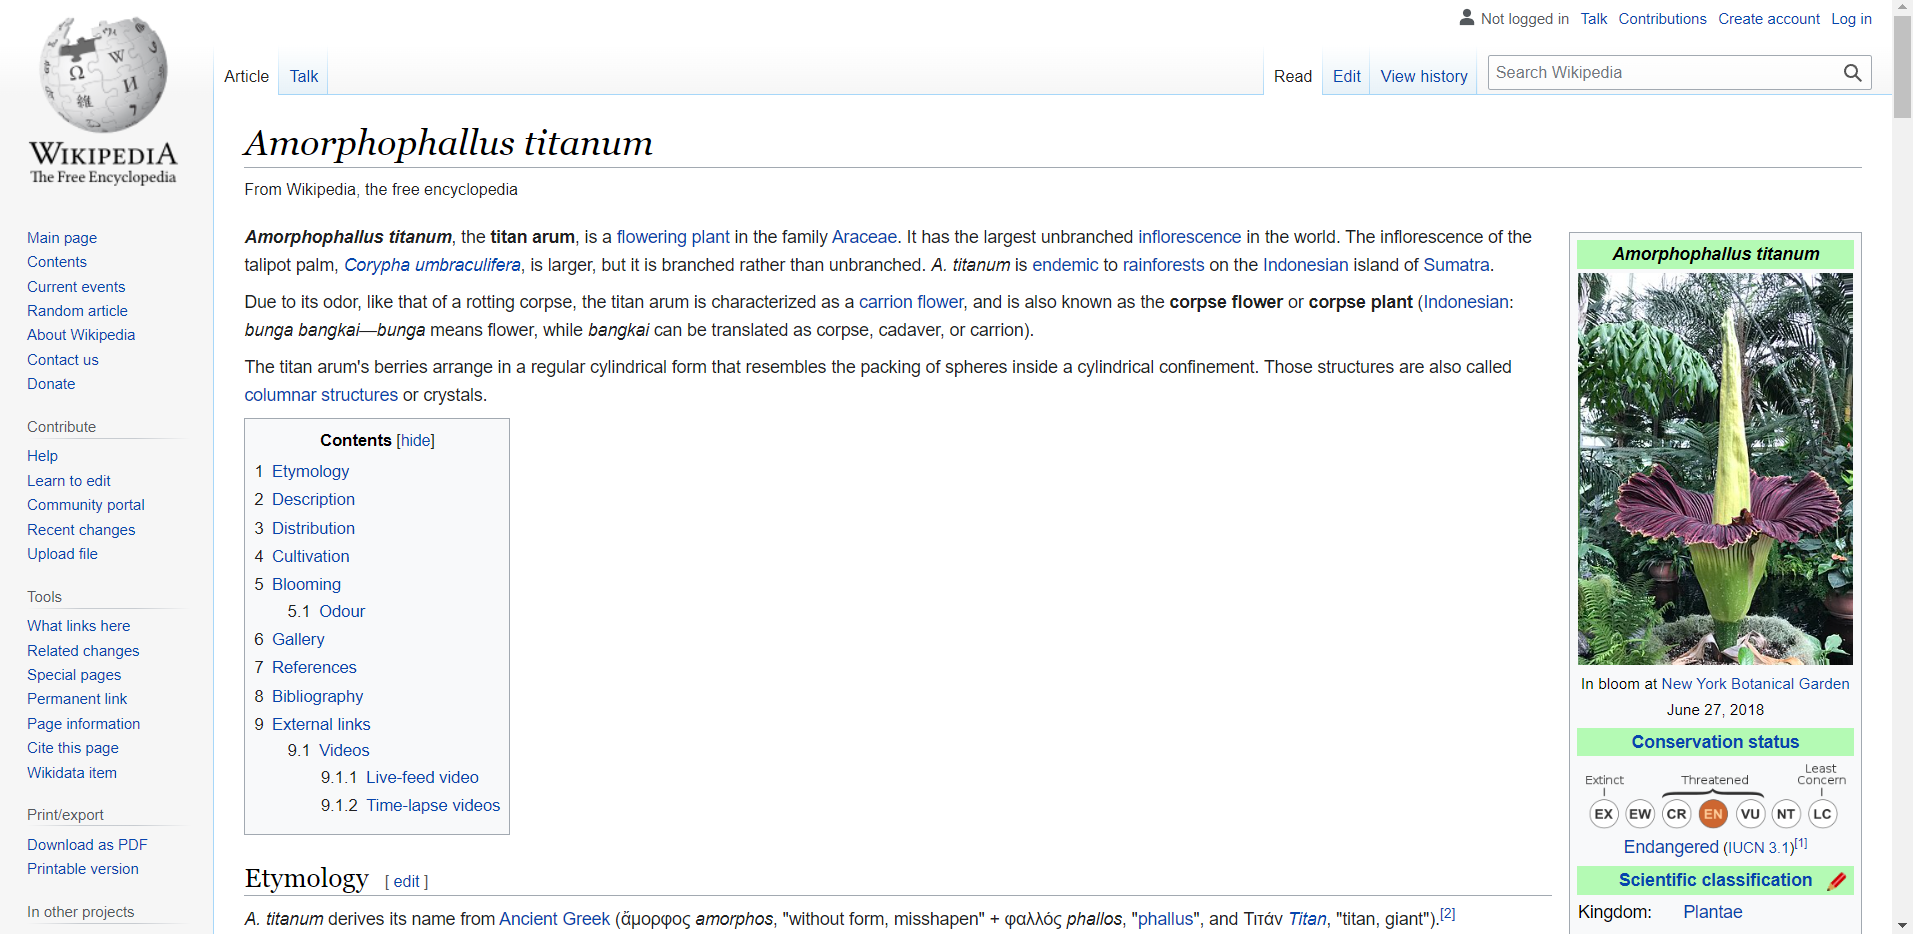 Not logged in Talk Contributions Create account Log in
Article Talk Read Edit View history Search Wikipedia
WIKIPEDIA
The Free Encyclopedia
Main page
Contents
Current events
Random article
About Wikipedia
Contact us
Donate
Contribute
Help
Learn to edit
Community portal
Recent changes
Upload file
Tools
What links here
Related changes
Special pages
Permanent link
Page information
Cite this page
Wikidata item
Print/export
Download as PDF
Printable version
In other projects
Amorphophallus titanum
From Wikipedia, the free encyclopedia
Amorphophallus titanum, the titan arum, is a flowering plant in the family Araceae. It has the largest unbranched inflorescence in the world. The inflorescence of the
talipot palm, Corypha umbraculifera, is larger, but it is branched rather than unbranched. A. titanum is endemic to rainforests on the Indonesian island of Sumatra.
Due to its odor, like that of a rotting corpse, the titan arum is characterized as a carrion flower, and is also known as the corpse flower or corpse plant (Indonesian:
bunga bangkai—bunga means flower, while bangkai can be translated as corpse, cadaver, or carrion).
The titan arum's berries arrange in a regular cylindrical form that resembles the packing of spheres inside a cylindrical confinement. Those structures are also called
columnar structures or crystals.
Contents [hide]
1 Etymology
2 Description
3 Distribution
4 Cultivation
5 Blooming
5.1 Odour
6 Gallery
7 References
8 Bibliography
9 External links
9.1 Videos
9.1.1 Live-feed video
9.1.2 Time-lapse videos
Etymology [ edit ]
A. titanum derives its name from Ancient Greek (ἄμορφος amorphos, "without form, misshapen" + φαλλός phallos, "phallus", and Τιτάν Titan, "titan, giant").[2]
Amorphophallus titanum
In bloom at New York Botanical Garden
June 27, 2018
Conservation status
Extinct Threatened Least Concern
EX EW CR EN VU NT LC
Endangered (IUCN 3.1)[1]
Scientific classification
Kingdom: Plantae